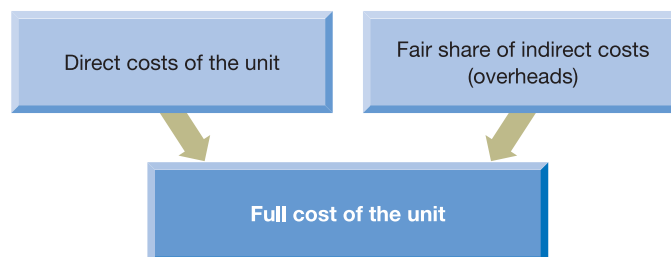 Direct costs of the unit
Fair share of indirect costs
(overheads)
Full cost of the unit